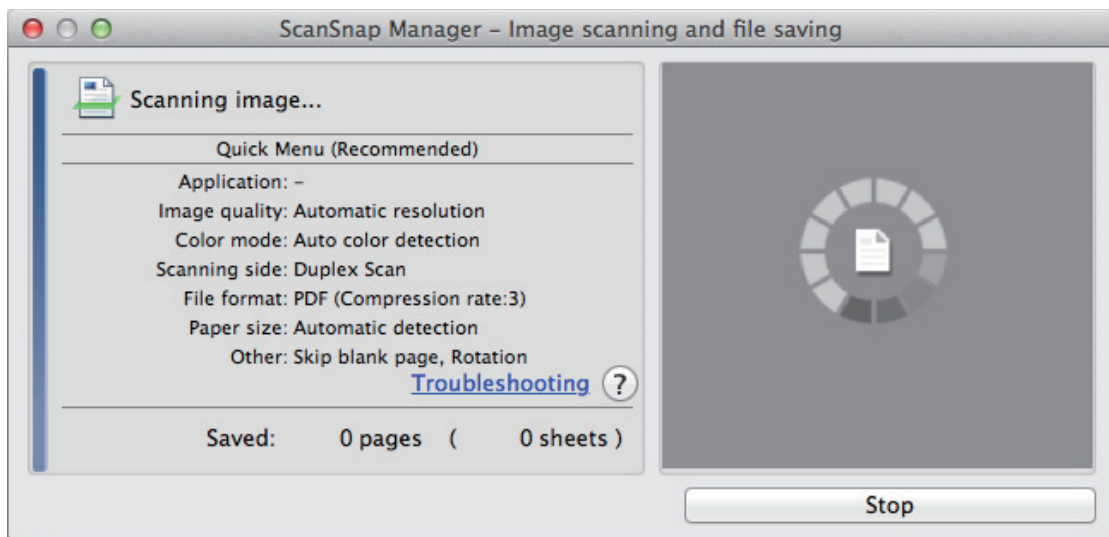 ScanSnap Manager – Image scanning and file saving
Scanning image...
Quick Menu (Recommended)
Application: –
Image quality: Automatic resolution
Color mode: Auto color detection
Scanning side: Duplex Scan
File format: PDF (Compression rate:3)
Paper size: Automatic detection
Other: Skip blank page, Rotation
Troubleshooting ?
Saved: 0 pages ( 0 sheets )
Stop